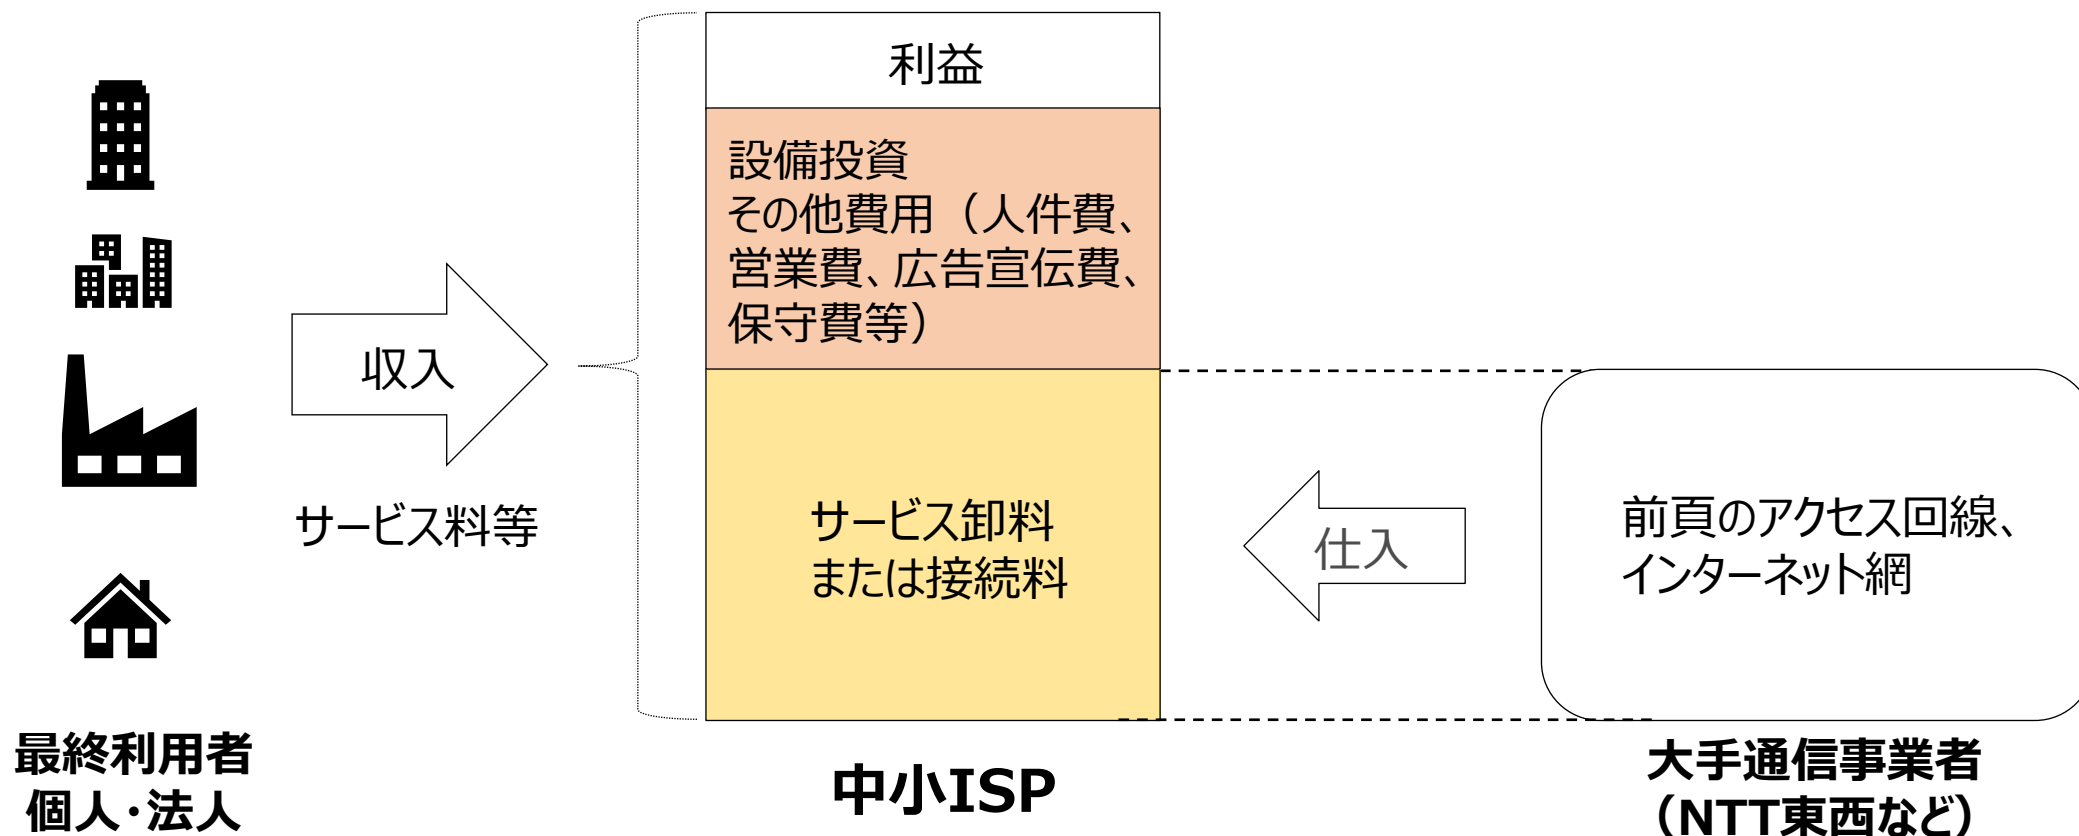 利益
設備投資
その他費用（人件費、
営業費、広告宣伝費、
保守費等）
収入
サービス料等
サービス卸料
または接続料
仕入
前頁のアクセス回線、
インターネット網
最終利用者
個人･法人
中小ISP
大手通信事業者
（NTT東西など）